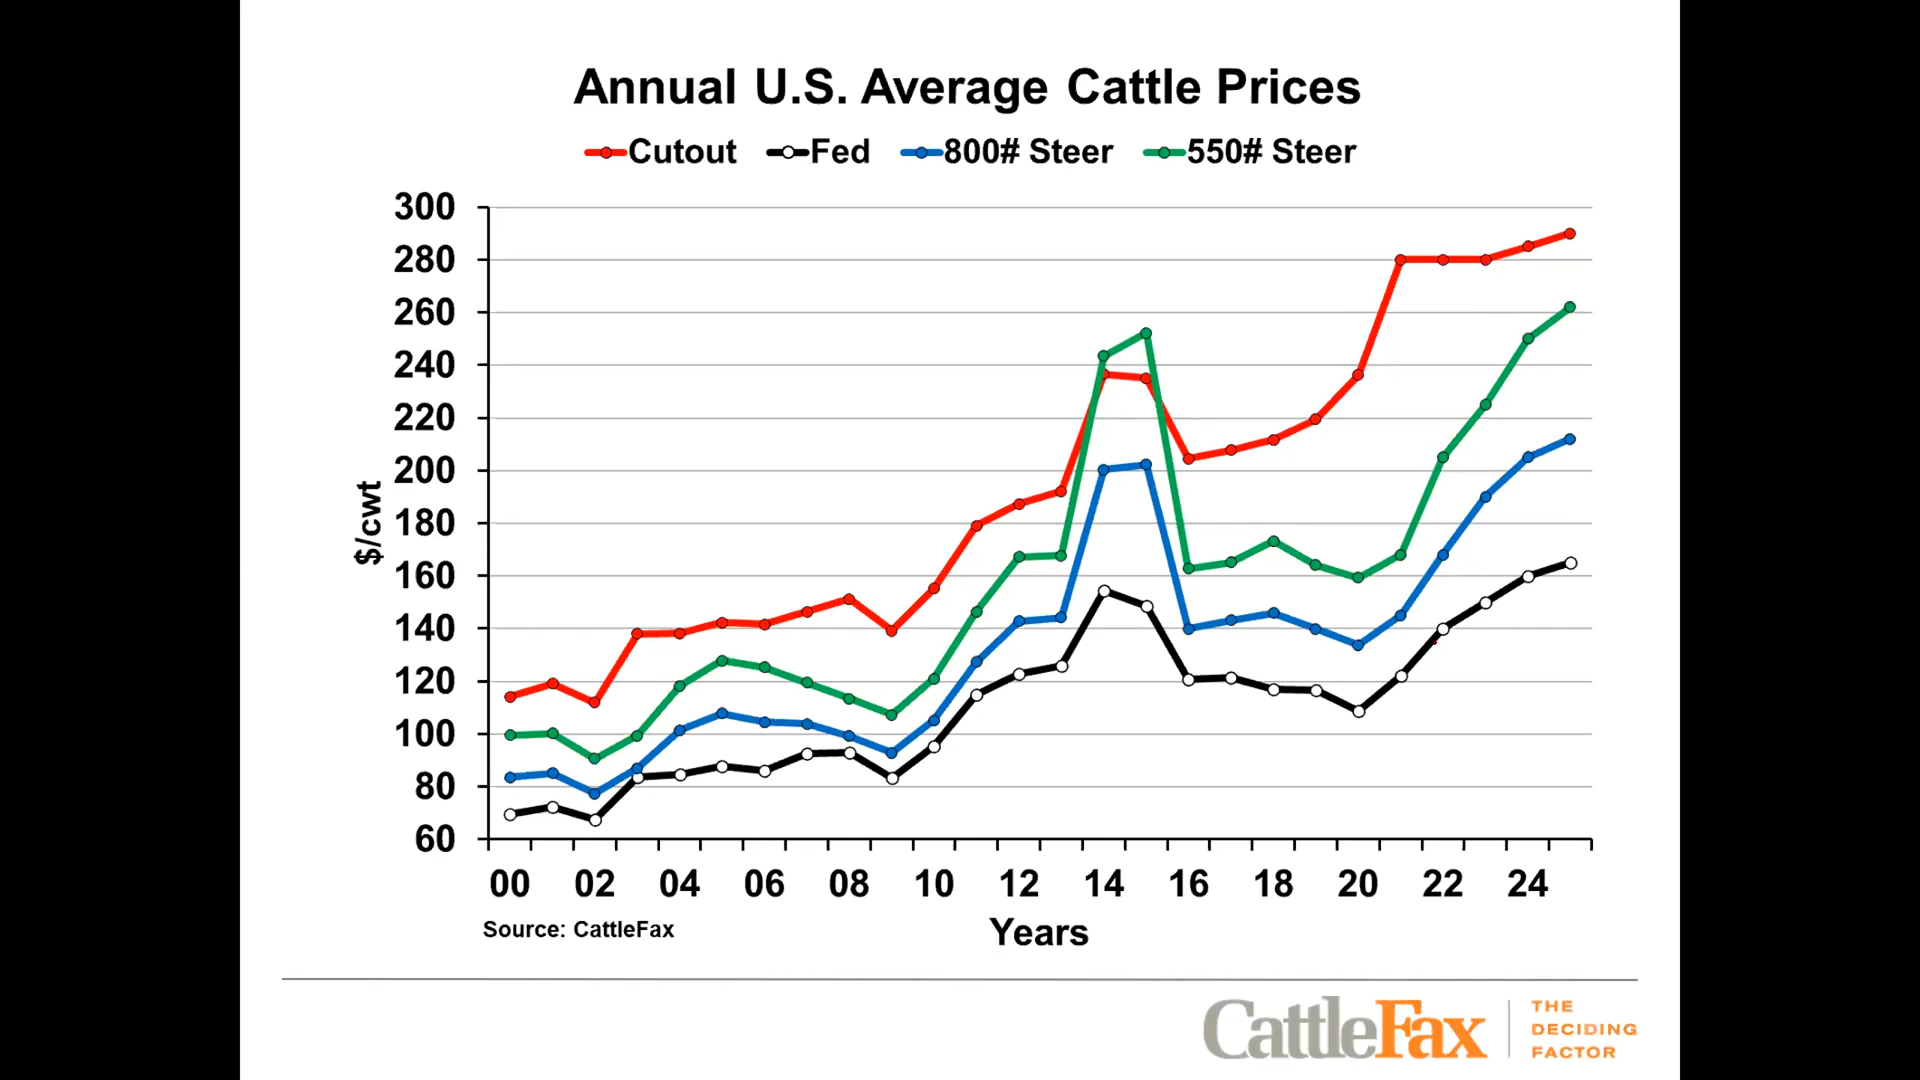 Annual U.S. Average Cattle Prices
Cutout Fed 800# Steer 550# Steer
300
280
260
240
220
200
180
160
140
120
100
80
60
$/cwt
00 02 04 06 08 10 12 14 16 18 20 22 24
Years
Source: CattleFax
CattleFax
THE
DECIDING
FACTOR